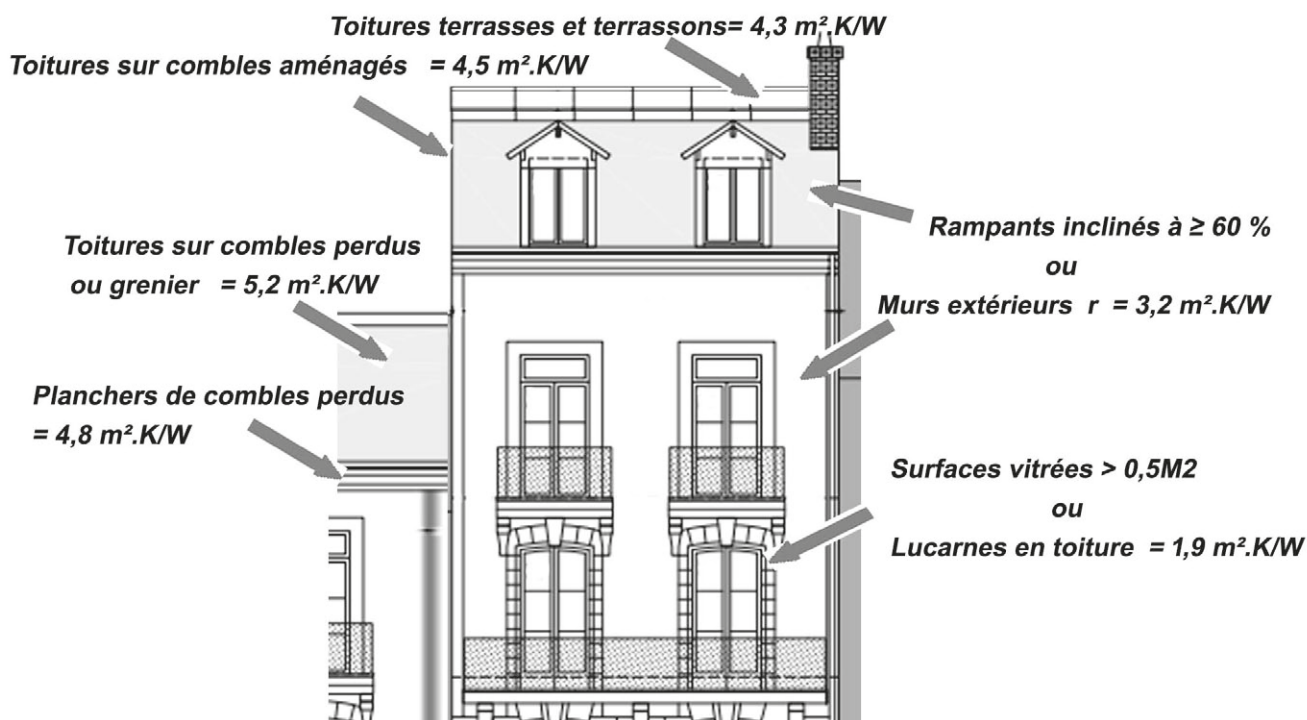 Toitures terrasses et terrassons= 4,3 m².K/W
Toitures sur combles aménagés = 4,5 m².K/W
Rampants inclinés à ≥ 60 %
ou
Murs extérieurs r = 3,2 m².K/W
Toitures sur combles perdus
ou grenier = 5,2 m².K/W
Planchers de combles perdus
= 4,8 m².K/W
Surfaces vitrées > 0,5M2
ou
Lucarnes en toiture = 1,9 m².K/W